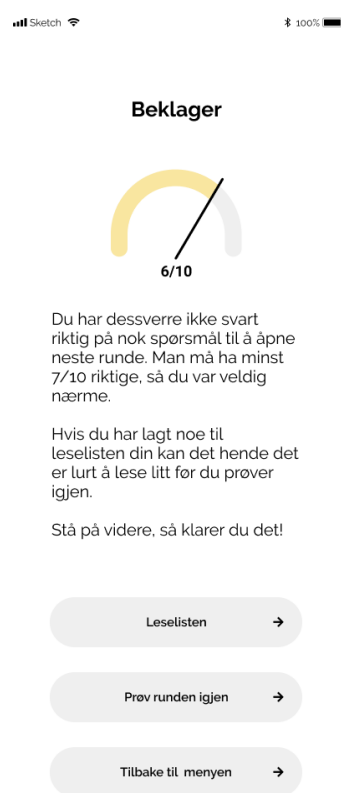 Sketch
100%
Beklager
6/10
Du har dessverre ikke svart
riktig på nok spørsmål til å åpne
neste runde. Man må ha minst
7/10 riktige, så du var veldig
nærme.
Hvis du har lagt noe til
leselisten din kan det hende det
er lurt å lese litt før du prøver
igjen.
Stå på videre, så klarer du det!
Leselisten
Prøv runden igjen
Tilbake til menyen